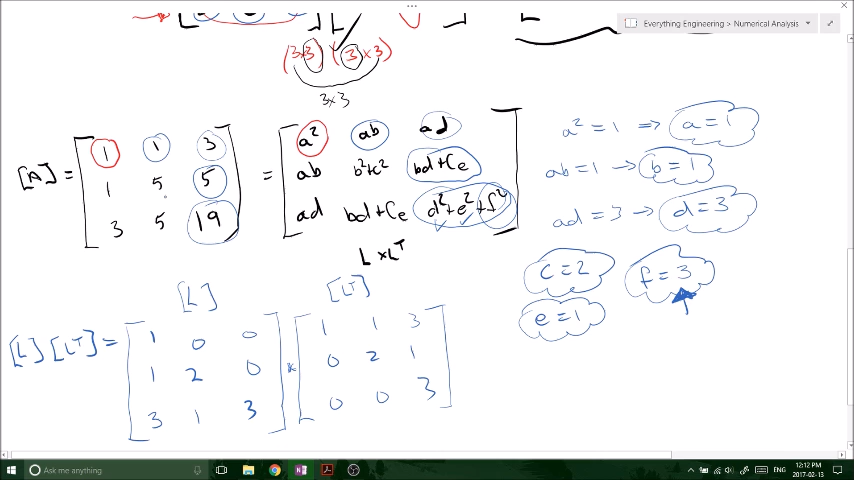 Everything Engineering > Numerical Analysis
(3x3) (3x3)
3x3
[A] = [1 1 3 = [a² ab ad a² = 1 => a = 1
1 5 5 ab b²+c² bd+Ce ab = 1 → b = 1
3 5 19] ad bd+Ce d²+e²+f²] ad = 3 → d = 3
L x LT
c = 2 f = 3
[L] [LT] e = 1
[L][LT] = [1 0 0 * [1 1 3
1 2 0 0 2 1
3 1 3] 0 0 3]
Ask me anything
ENG 12:12 PM
2017-02-13